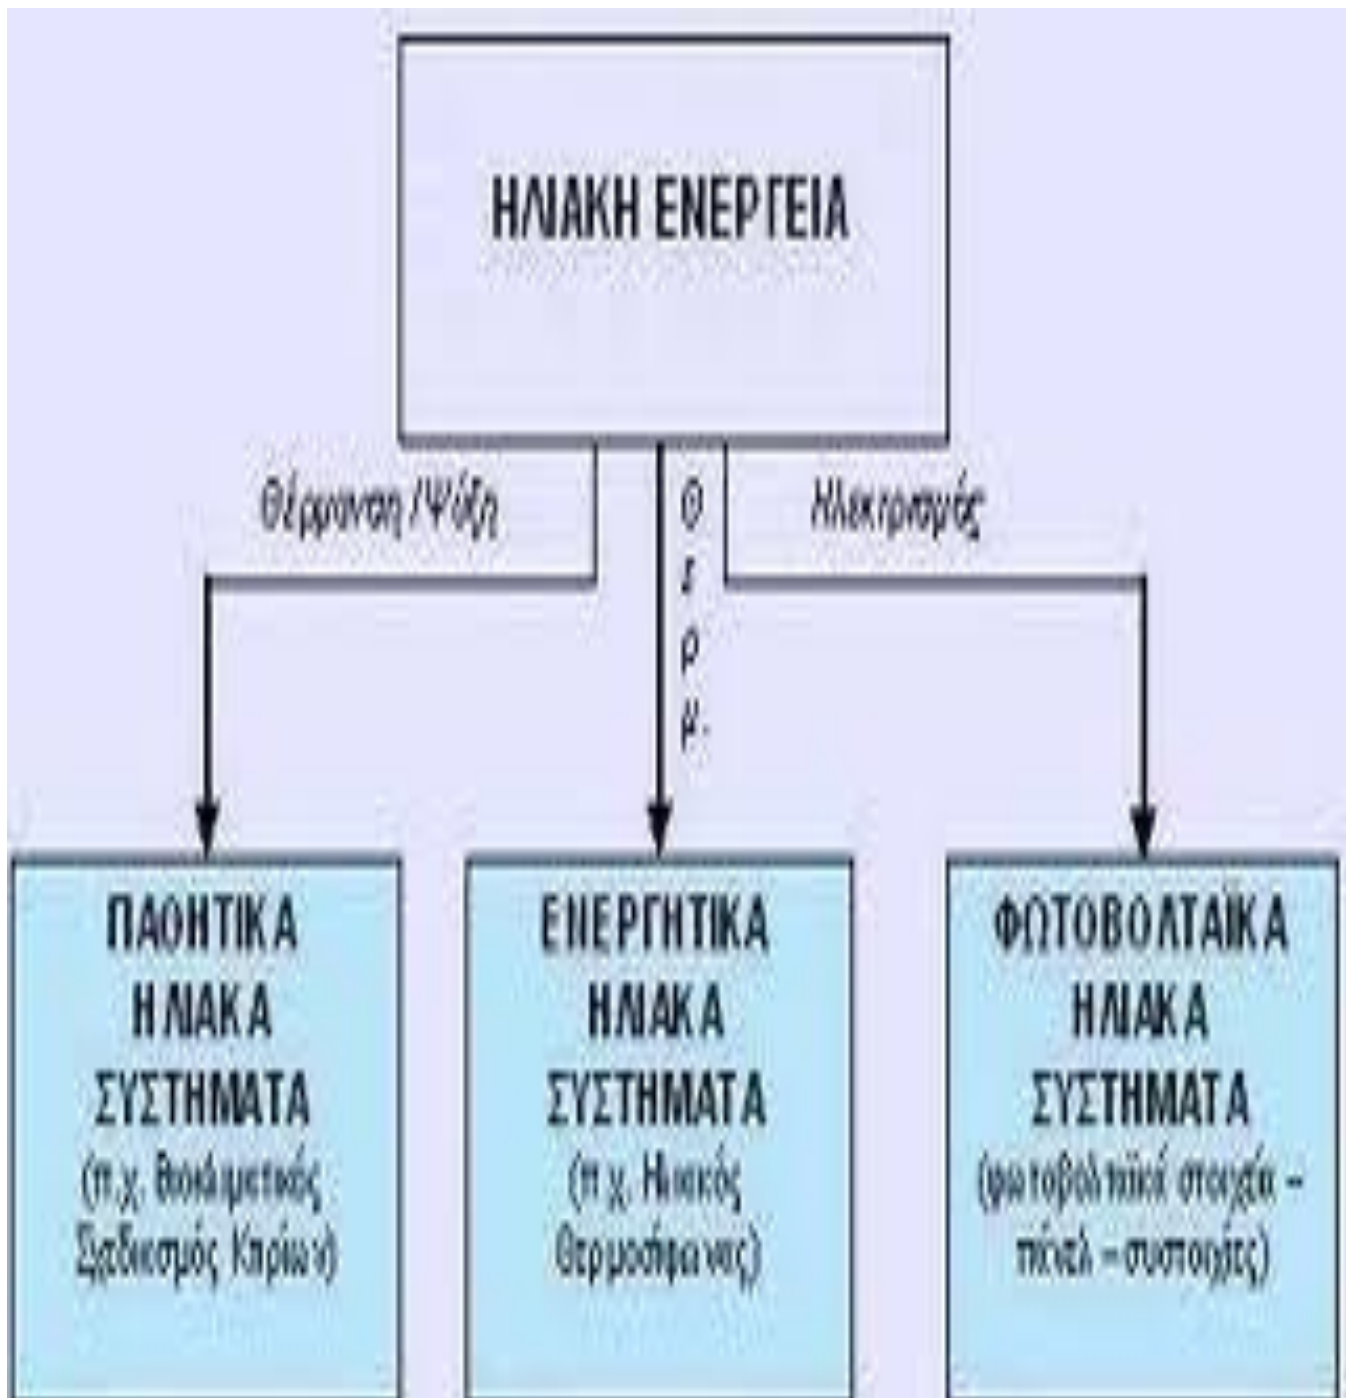 ΗΛΙΑΚΗ ΕΝΕΡΓΕΙΑ
Θέρμανση / Ψύξη
Θ
ε
ρ
μ.
Ηλεκτρισμός
ΠΑΘΗΤΙΚΑ
ΗΛΙΑΚΑ
ΣΥΣΤΗΜΑΤΑ
(π.χ. Βιοκλιματικός
Σχεδιασμός Κτιρίων)
ΕΝΕΡΓΗΤΙΚΑ
ΗΛΙΑΚΑ
ΣΥΣΤΗΜΑΤΑ
(π.χ. Ηλιακός
Θερμοσίφωνας)
ΦΩΤΟΒΟΛΤΑΪΚΑ
ΗΛΙΑΚΑ
ΣΥΣΤΗΜΑΤΑ
(φωτοβολταϊκά στοιχεία –
πάνελ – συστοιχίες)